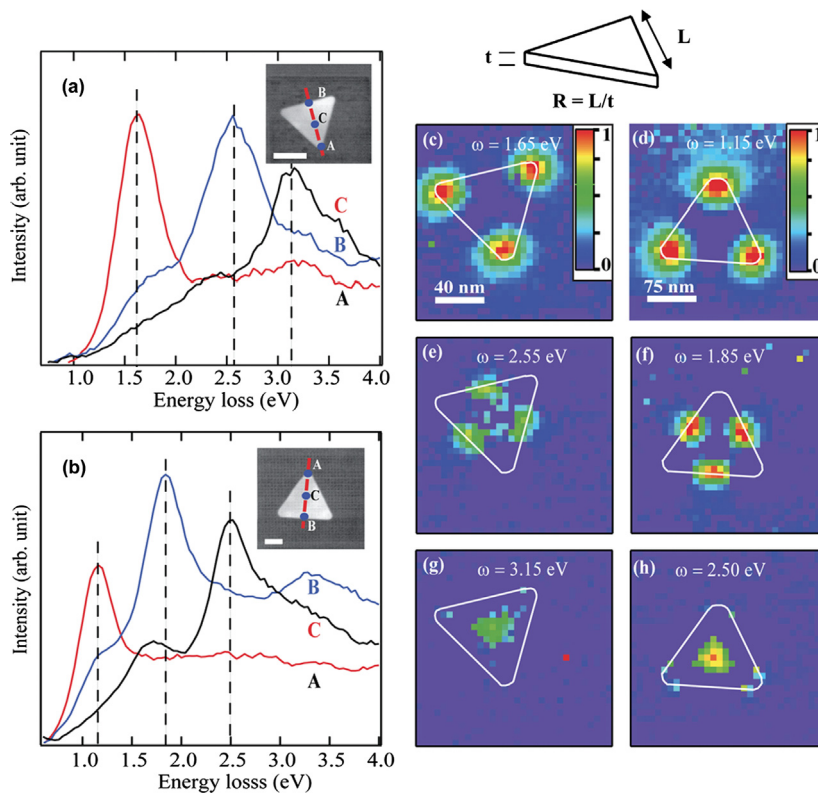 (a)
B
C
A
C
B
A
Intensity (arb. unit)
1.0 1.5 2.0 2.5 3.0 3.5 4.0
Energy loss (eV)
(b)
A
C
B
B
C
A
Intensity (arb. unit)
1.0 1.5 2.0 2.5 3.0 3.5 4.0
Energy losss (eV)
t
L
R = L/t
(c)
ω = 1.65 eV
1
0
40 nm
(d)
ω = 1.15 eV
1
0
75 nm
(e)
ω = 2.55 eV
(f)
ω = 1.85 eV
(g)
ω = 3.15 eV
(h)
ω = 2.50 eV